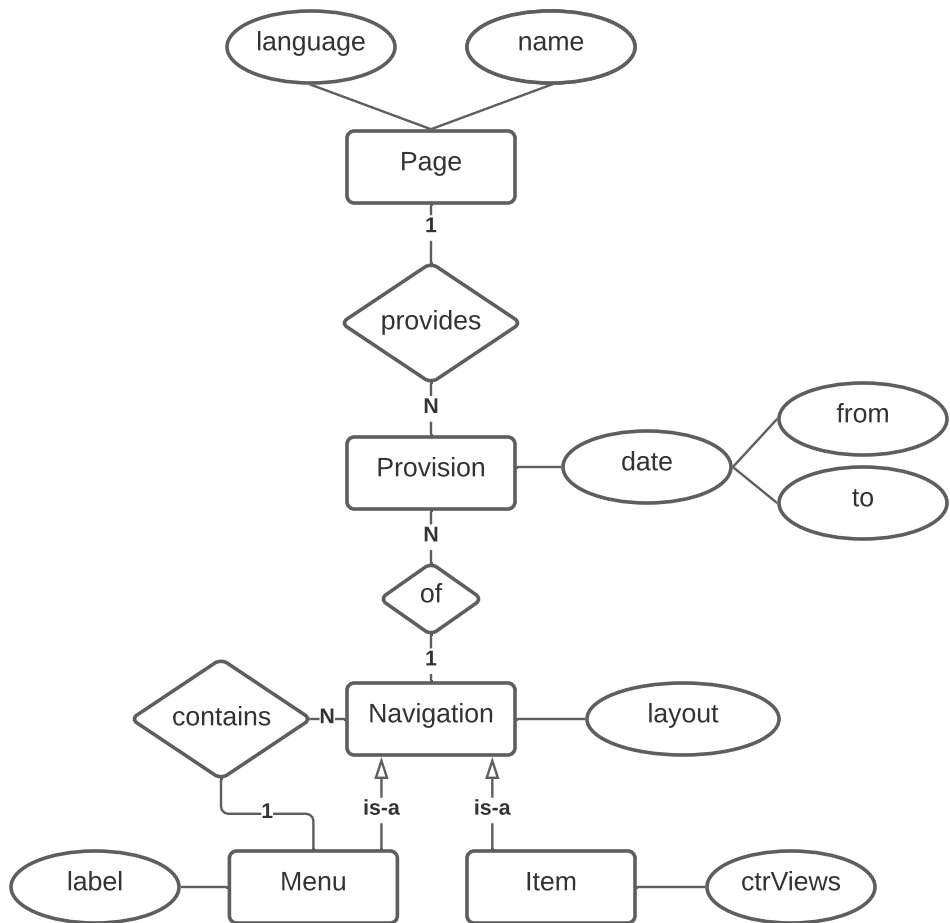 language
name
Page
1
provides
N
Provision
date
from
to
N
of
1
contains
N
Navigation
layout
1
is-a
is-a
label
Menu
Item
ctrViews